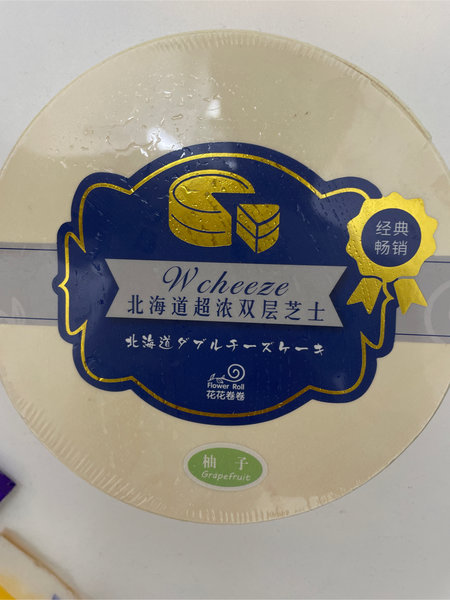 经典
畅销
Wcheeze
北海道超浓双层芝士
北海道ダブルチーズケーキ
Flower Roll
花花卷卷
柚子
Grapefruit